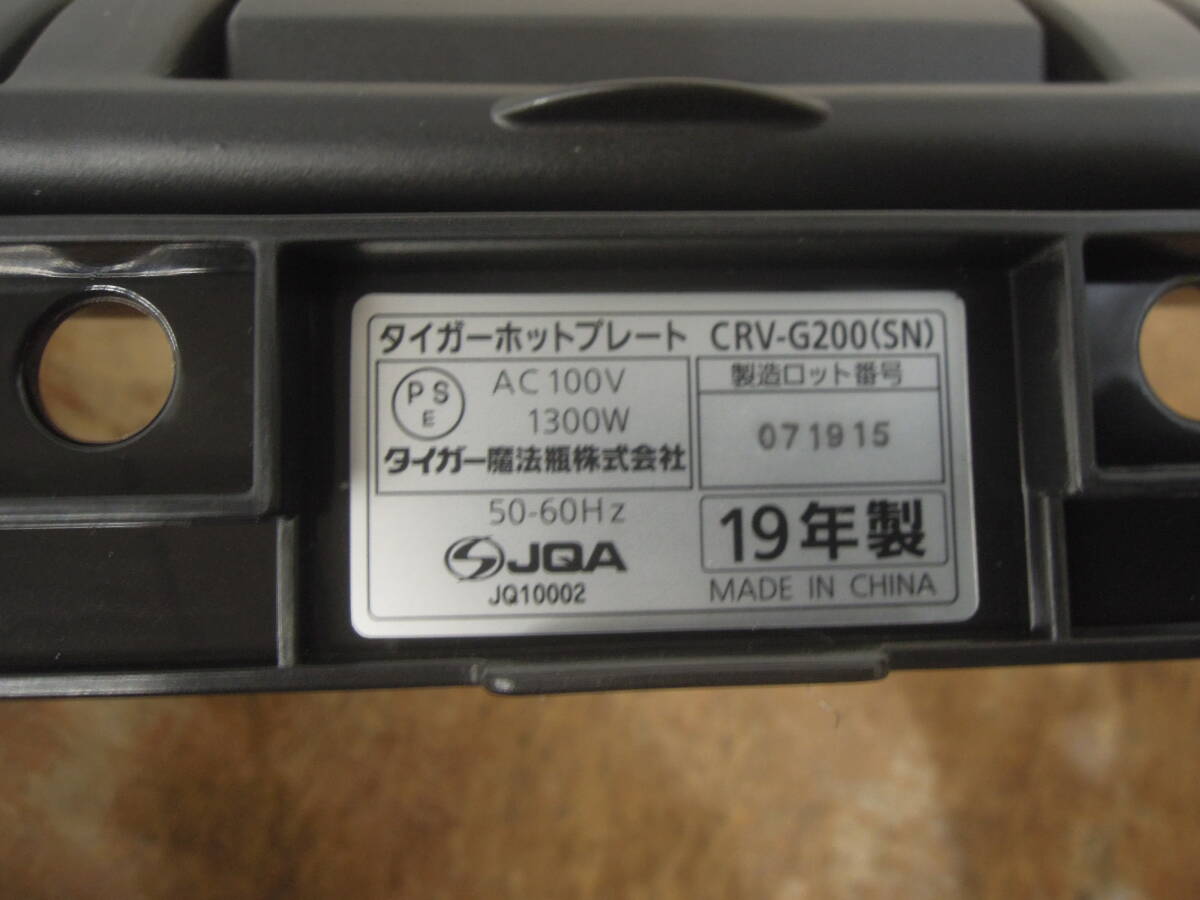 タイガーホットプレート CRV-G200(SN)
PSE
AC100V
1300W
タイガー魔法瓶株式会社
製造ロット番号
071915
50-60Hz
JQA
JQ10002
19年製
MADE IN CHINA